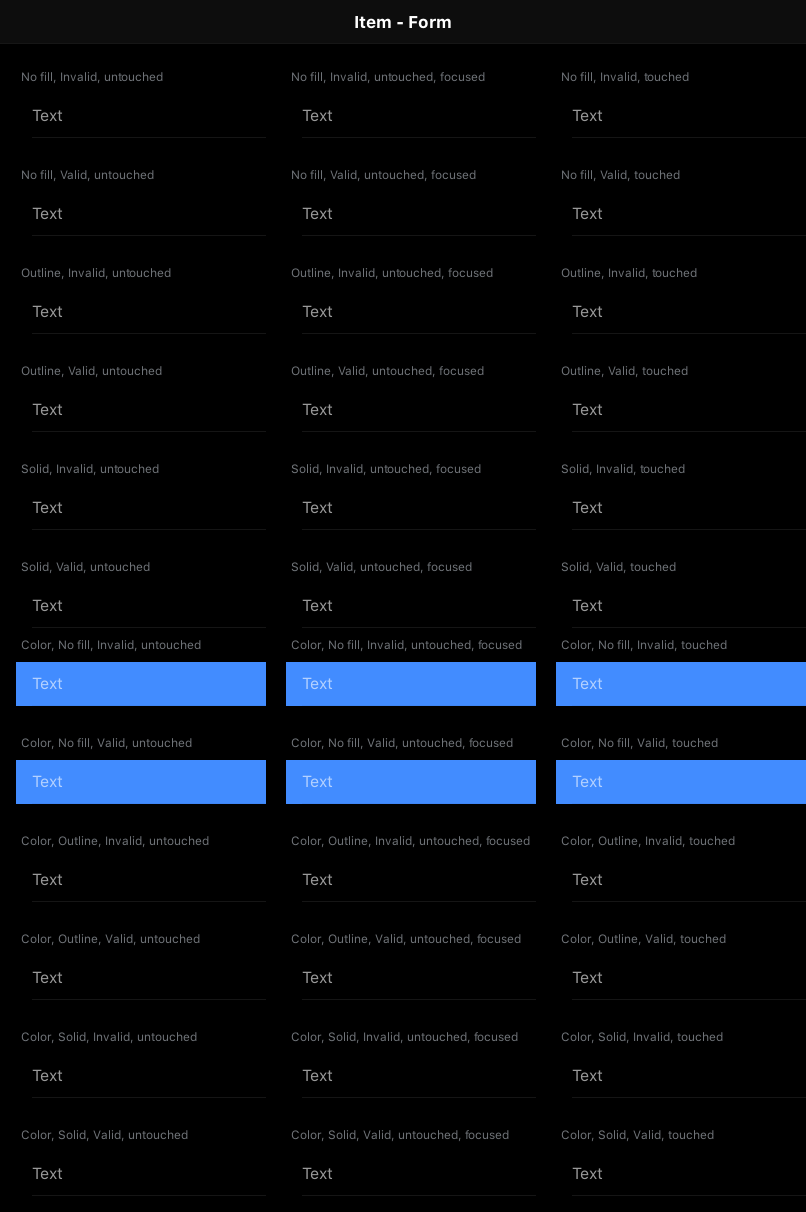 Item - Form
No fill, Invalid, untouched No fill, Invalid, untouched, focused No fill, Invalid, touched
Text Text Text
No fill, Valid, untouched No fill, Valid, untouched, focused No fill, Valid, touched
Text Text Text
Outline, Invalid, untouched Outline, Invalid, untouched, focused Outline, Invalid, touched
Text Text Text
Outline, Valid, untouched Outline, Valid, untouched, focused Outline, Valid, touched
Text Text Text
Solid, Invalid, untouched Solid, Invalid, untouched, focused Solid, Invalid, touched
Text Text Text
Solid, Valid, untouched Solid, Valid, untouched, focused Solid, Valid, touched
Text Text Text
Color, No fill, Invalid, untouched Color, No fill, Invalid, untouched, focused Color, No fill, Invalid, touched
Text Text Text
Color, No fill, Valid, untouched Color, No fill, Valid, untouched, focused Color, No fill, Valid, touched
Text Text Text
Color, Outline, Invalid, untouched Color, Outline, Invalid, untouched, focused Color, Outline, Invalid, touched
Text Text Text
Color, Outline, Valid, untouched Color, Outline, Valid, untouched, focused Color, Outline, Valid, touched
Text Text Text
Color, Solid, Invalid, untouched Color, Solid, Invalid, untouched, focused Color, Solid, Invalid, touched
Text Text Text
Color, Solid, Valid, untouched Color, Solid, Valid, untouched, focused Color, Solid, Valid, touched
Text Text Text